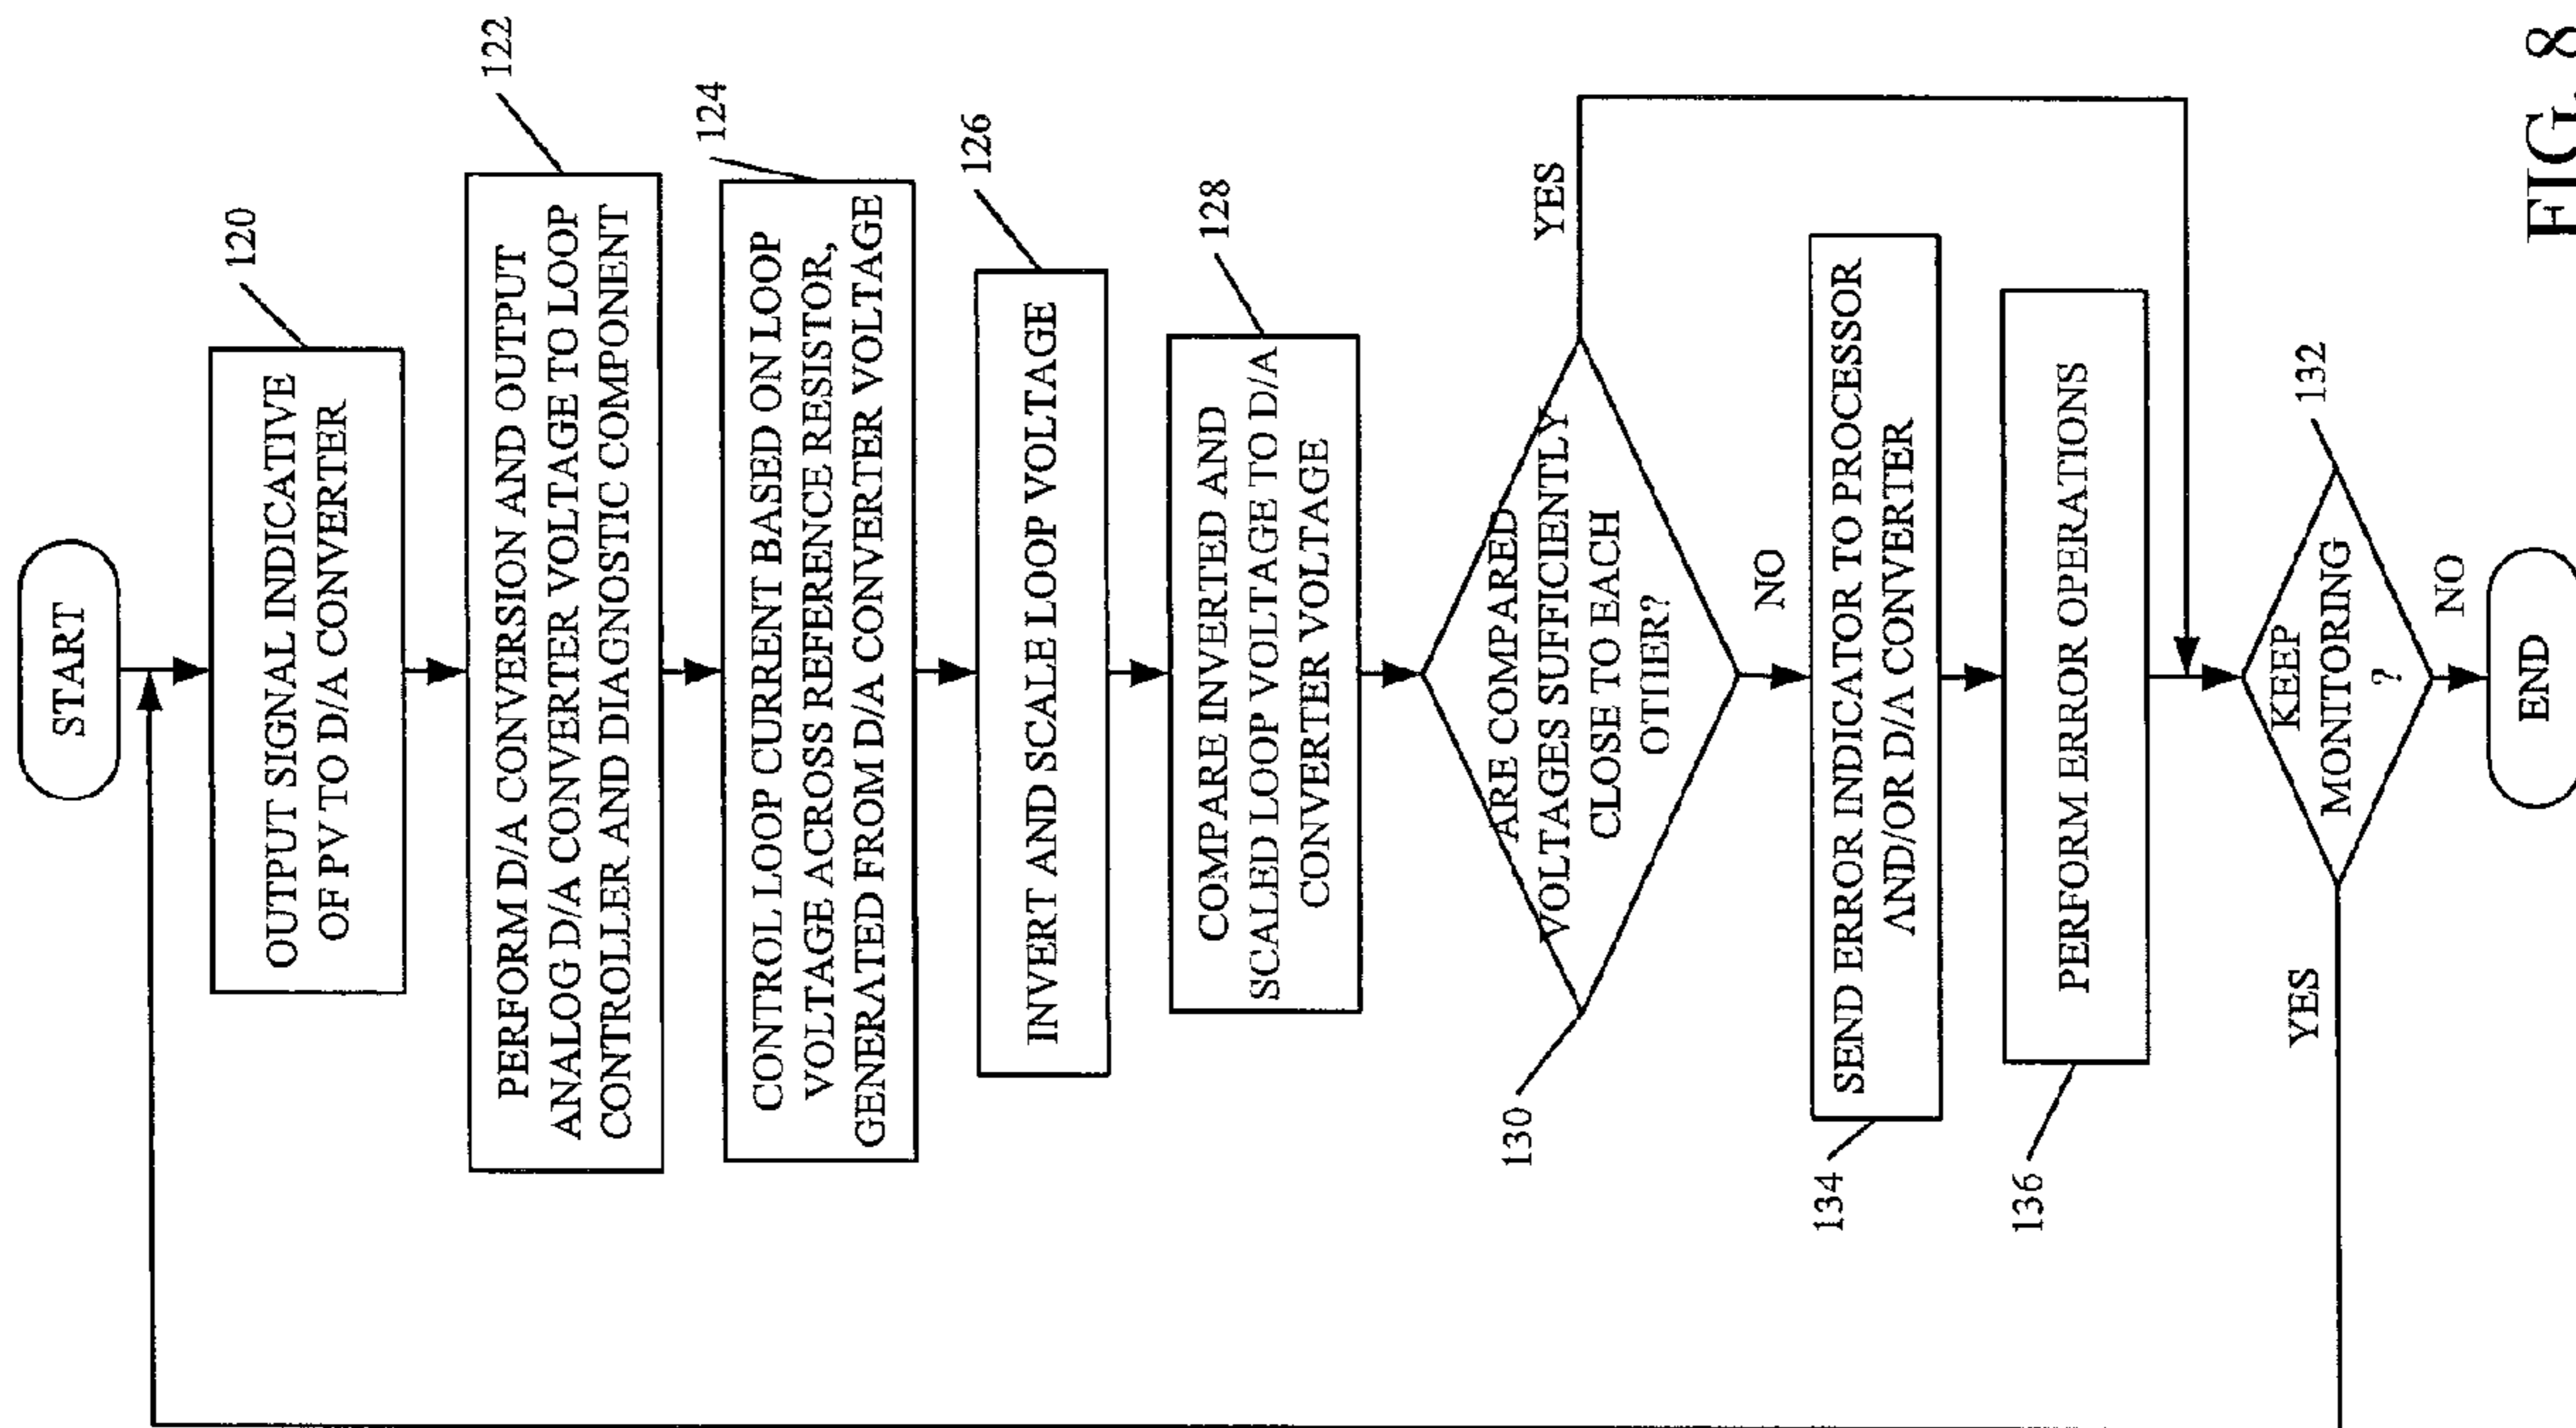 START
120
OUTPUT SIGNAL INDICATIVE
OF PV TO D/A CONVERTER
122
PERFORM D/A CONVERSION AND OUTPUT
ANALOG D/A CONVERTER VOLTAGE TO LOOP
CONTROLLER AND DIAGNOSTIC COMPONENT
124
CONTROL LOOP CURRENT BASED ON LOOP
VOLTAGE ACROSS REFERENCE RESISTOR,
GENERATED FROM D/A CONVERTER VOLTAGE
126
INVERT AND SCALE LOOP VOLTAGE
128
COMPARE INVERTED AND
SCALED LOOP VOLTAGE TO D/A
CONVERTER VOLTAGE
130
ARE COMPARED
VOLTAGES SUFFICIENTLY
CLOSE TO EACH
OTHER?
YES
NO
134
SEND ERROR INDICATOR TO PROCESSOR
AND/OR D/A CONVERTER
136
PERFORM ERROR OPERATIONS
132
KEEP
MONITORING
?
YES
NO
END
FIG. 8